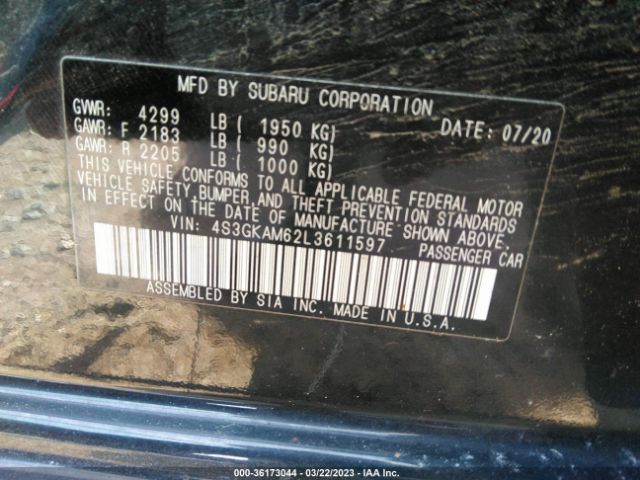 MFD BY SUBARU CORPORATION
GVWR: 4299 LB ( 1950 KG) DATE: 07/20
GAWR: F 2183 LB ( 990 KG)
GAWR: R 2205 LB ( 1000 KG)
THIS VEHICLE CONFORMS TO ALL APPLICABLE FEDERAL MOTOR
VEHICLE SAFETY, BUMPER, AND THEFT PREVENTION STANDARDS
IN EFFECT ON THE DATE OF MANUFACTURE SHOWN ABOVE.
VIN: 4S3GKAM62L3611597 PASSENGER CAR
ASSEMBLED BY SIA INC. MADE IN U.S.A.
000-36173044 - 03/22/2023 - IAA Inc.